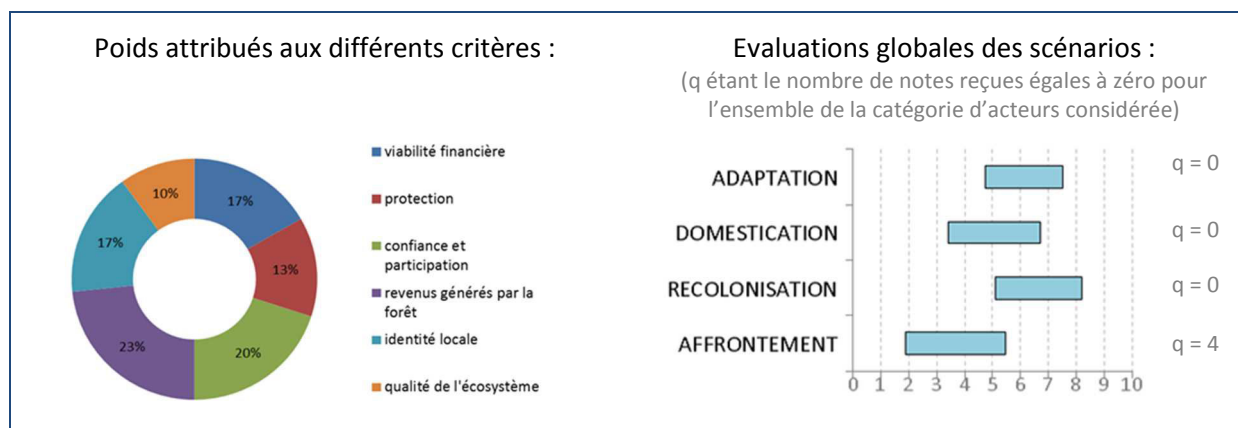 Poids attribués aux différents critères :
17%
13%
20%
23%
17%
10%
viabilité financière
protection
confiance et
participation
revenus générés par la
forêt
identité locale
qualité de l'écosystème
Evaluations globales des scénarios :
(q étant le nombre de notes reçues égales à zéro pour
l’ensemble de la catégorie d’acteurs considérée)
ADAPTATION q = 0
DOMESTICATION q = 0
RECOLONISATION q = 0
AFFRONTEMENT q = 4
0 1 2 3 4 5 6 7 8 9 10